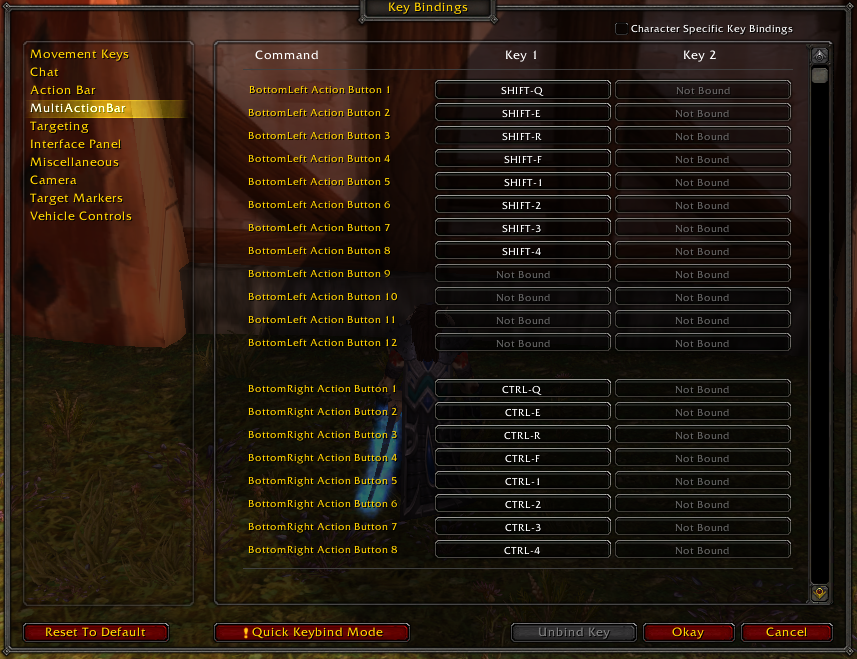 Key Bindings
Character Specific Key Bindings
Movement Keys
Chat
Action Bar
MultiActionBar
Targeting
Interface Panel
Miscellaneous
Camera
Target Markers
Vehicle Controls
Command Key 1 Key 2
BottomLeft Action Button 1 SHIFT-Q Not Bound
BottomLeft Action Button 2 SHIFT-E Not Bound
BottomLeft Action Button 3 SHIFT-R Not Bound
BottomLeft Action Button 4 SHIFT-F Not Bound
BottomLeft Action Button 5 SHIFT-1 Not Bound
BottomLeft Action Button 6 SHIFT-2 Not Bound
BottomLeft Action Button 7 SHIFT-3 Not Bound
BottomLeft Action Button 8 SHIFT-4 Not Bound
BottomLeft Action Button 9 Not Bound Not Bound
BottomLeft Action Button 10 Not Bound Not Bound
BottomLeft Action Button 11 Not Bound Not Bound
BottomLeft Action Button 12 Not Bound Not Bound
BottomRight Action Button 1 CTRL-Q Not Bound
BottomRight Action Button 2 CTRL-E Not Bound
BottomRight Action Button 3 CTRL-R Not Bound
BottomRight Action Button 4 CTRL-F Not Bound
BottomRight Action Button 5 CTRL-1 Not Bound
BottomRight Action Button 6 CTRL-2 Not Bound
BottomRight Action Button 7 CTRL-3 Not Bound
BottomRight Action Button 8 CTRL-4 Not Bound
Reset To Default ! Quick Keybind Mode Unbind Key Okay Cancel